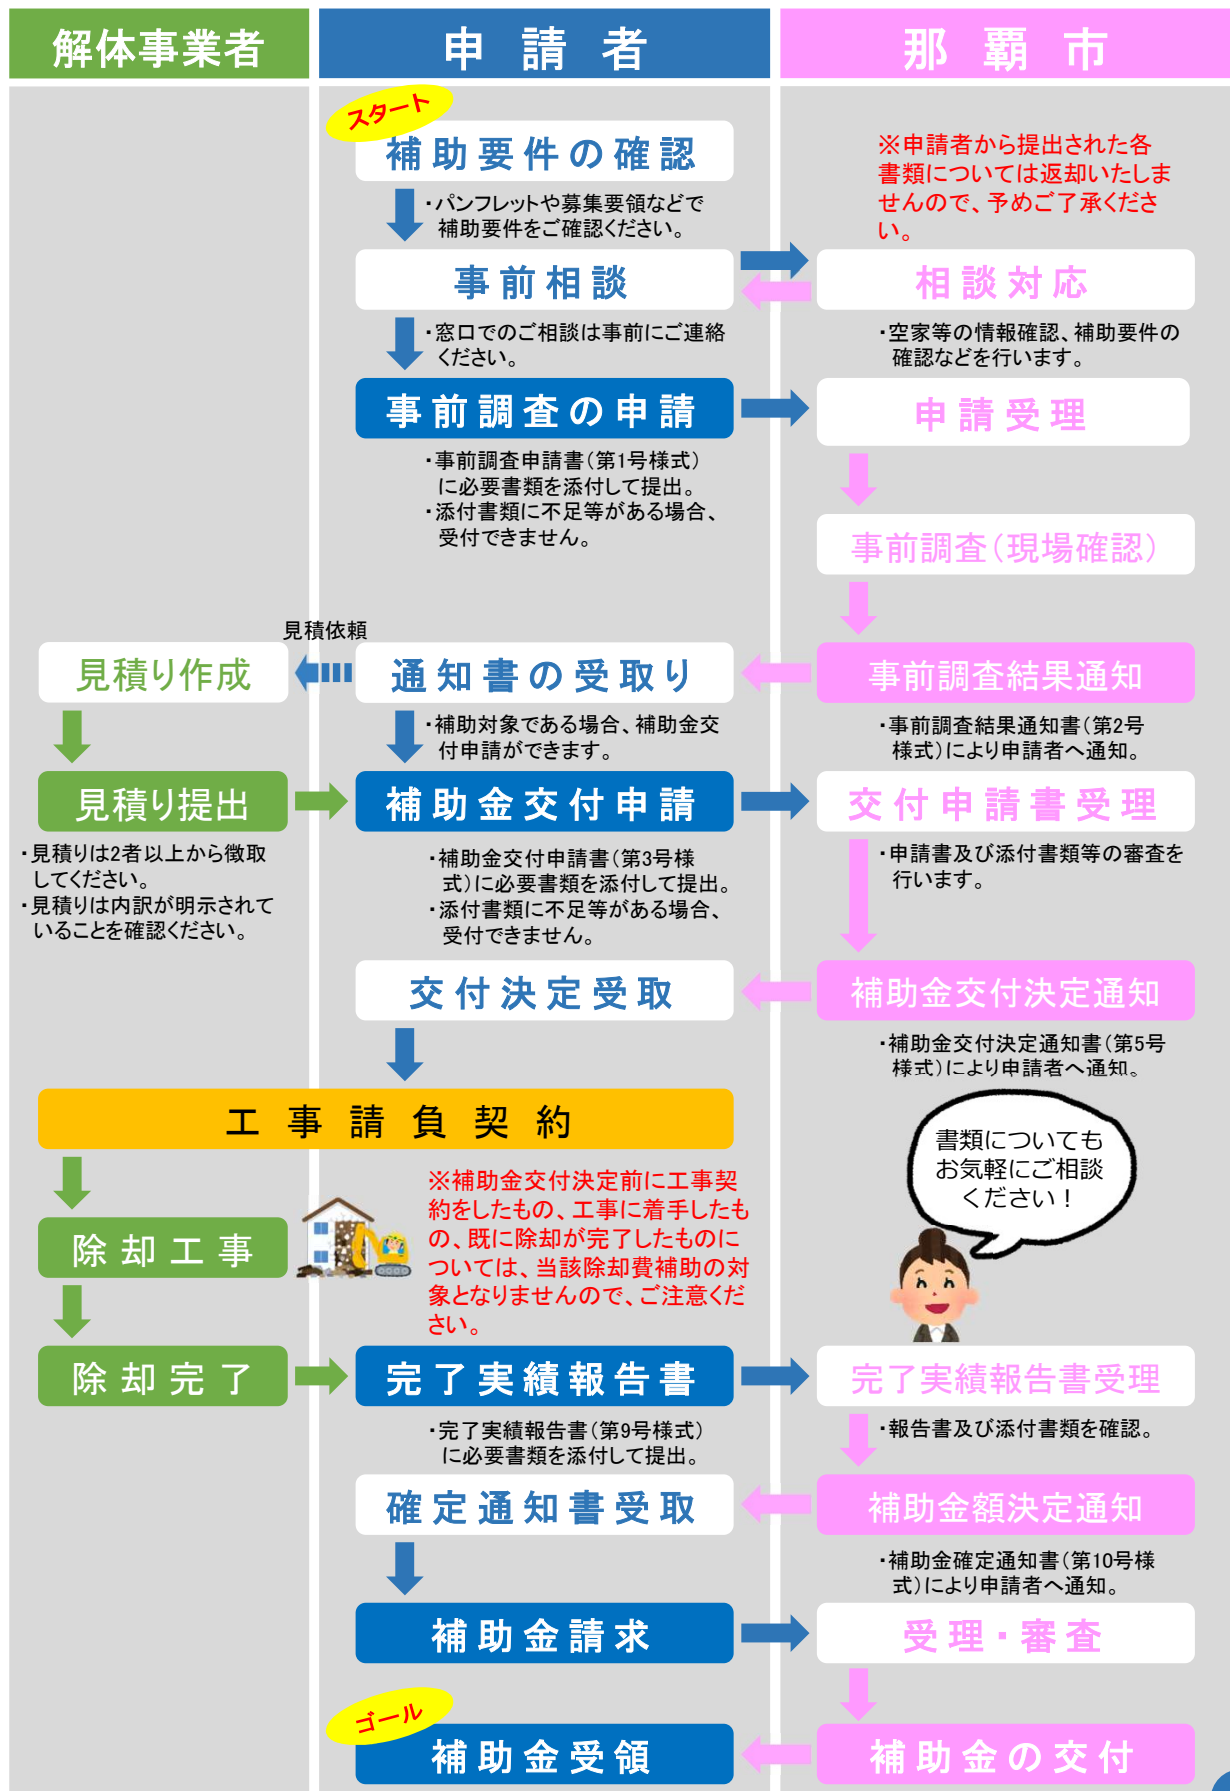 解体事業者
申請者
那覇市
スタート
補助要件の確認
・パンフレットや募集要領などで
補助要件をご確認ください。
※申請者から提出された各
書類については返却いたしま
せんので、予めご了承くださ
い。
事前相談
相談対応
・窓口でのご相談は事前にご連絡
ください。
・空家等の情報確認、補助要件の
確認などを行います。
事前調査の申請
申請受理
・事前調査申請書(第1号様式)
に必要書類を添付して提出。
・添付書類に不足等がある場合、
受付できません。
事前調査(現場確認)
見積依頼
見積り作成
通知書の受取り
事前調査結果通知
・補助対象である場合、補助金交
付申請ができます。
・事前調査結果通知書(第2号
様式)により申請者へ通知。
見積り提出
補助金交付申請
交付申請書受理
・見積りは2者以上から徴取
してください。
・見積りは内訳が明示されて
いることを確認ください。
・補助金交付申請書(第3号様
式)に必要書類を添付して提出。
・添付書類に不足等がある場合、
受付できません。
・申請書及び添付書類等の審査を
行います。
交付決定受取
補助金交付決定通知
・補助金交付決定通知書(第5号
様式)により申請者へ通知。
工事請負契約
書類についても
お気軽にご相談
ください！
※補助金交付決定前に工事契
約をしたもの、工事に着手したも
の、既に除却が完了したものに
ついては、当該除却費補助の対
象となりませんので、ご注意くだ
さい。
除却工事
除却完了
完了実績報告書
完了実績報告書受理
・完了実績報告書(第9号様式)
に必要書類を添付して提出。
・報告書及び添付書類を確認。
確定通知書受取
補助金額決定通知
・補助金確定通知書(第10号様
式)により申請者へ通知。
補助金請求
受理・審査
ゴール
補助金受領
補助金の交付